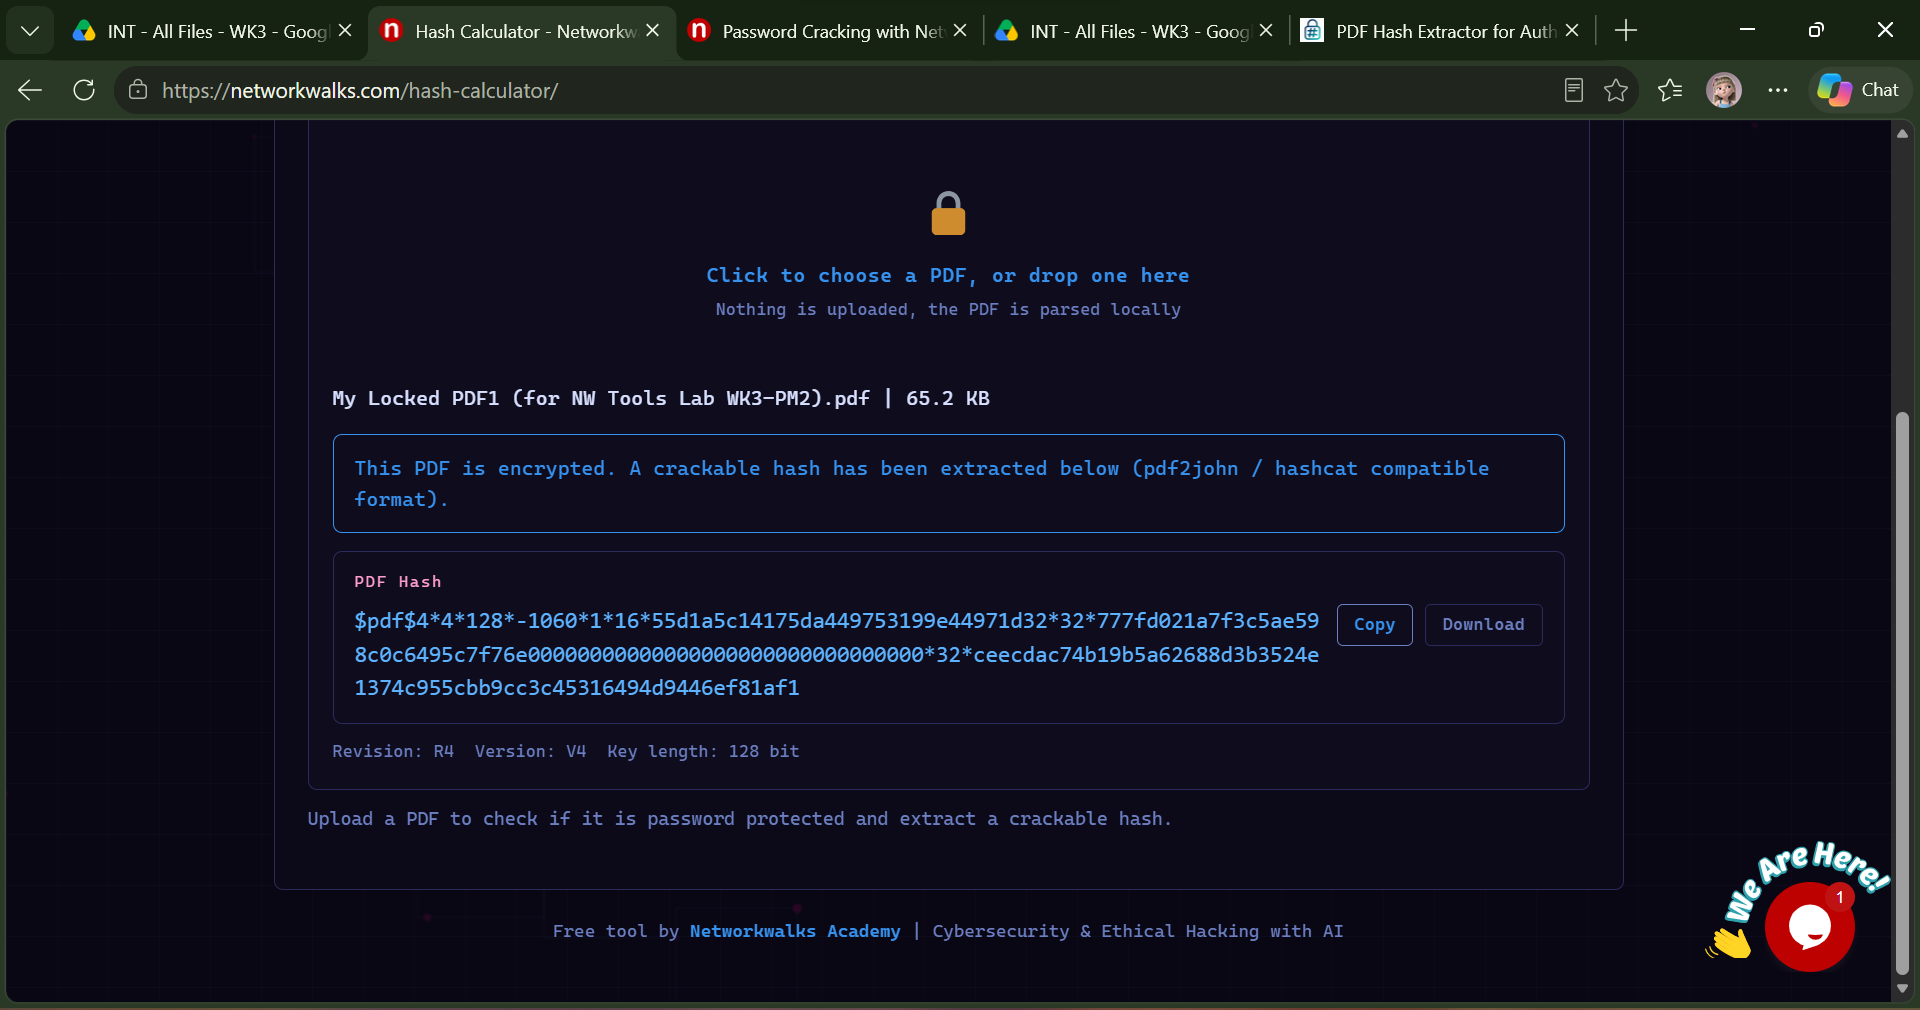 INT - All Files - WK3 - Goog
Hash Calculator - Networkw
Password Cracking with Net
INT - All Files - WK3 - Goog
PDF Hash Extractor for Auth
https://networkwalks.com/hash-calculator/
Chat
Click to choose a PDF, or drop one here
Nothing is uploaded, the PDF is parsed locally
My Locked PDF1 (for NW Tools Lab WK3-PM2).pdf | 65.2 KB
This PDF is encrypted. A crackable hash has been extracted below (pdf2john / hashcat compatible
format).
PDF Hash
$pdf$4*4*128*-1060*1*16*55d1a5c14175da449753199e44971d32*32*777fd021a7f3c5ae59
8c0c6495c7f76e00000000000000000000000000000000*32*ceecdac74b19b5a62688d3b3524e
1374c955cbb9cc3c45316494d9446ef81af1
Copy
Download
Revision: R4 Version: V4 Key length: 128 bit
Upload a PDF to check if it is password protected and extract a crackable hash.
We Are Here!
1
Free tool by Networkwalks Academy | Cybersecurity & Ethical Hacking with AI